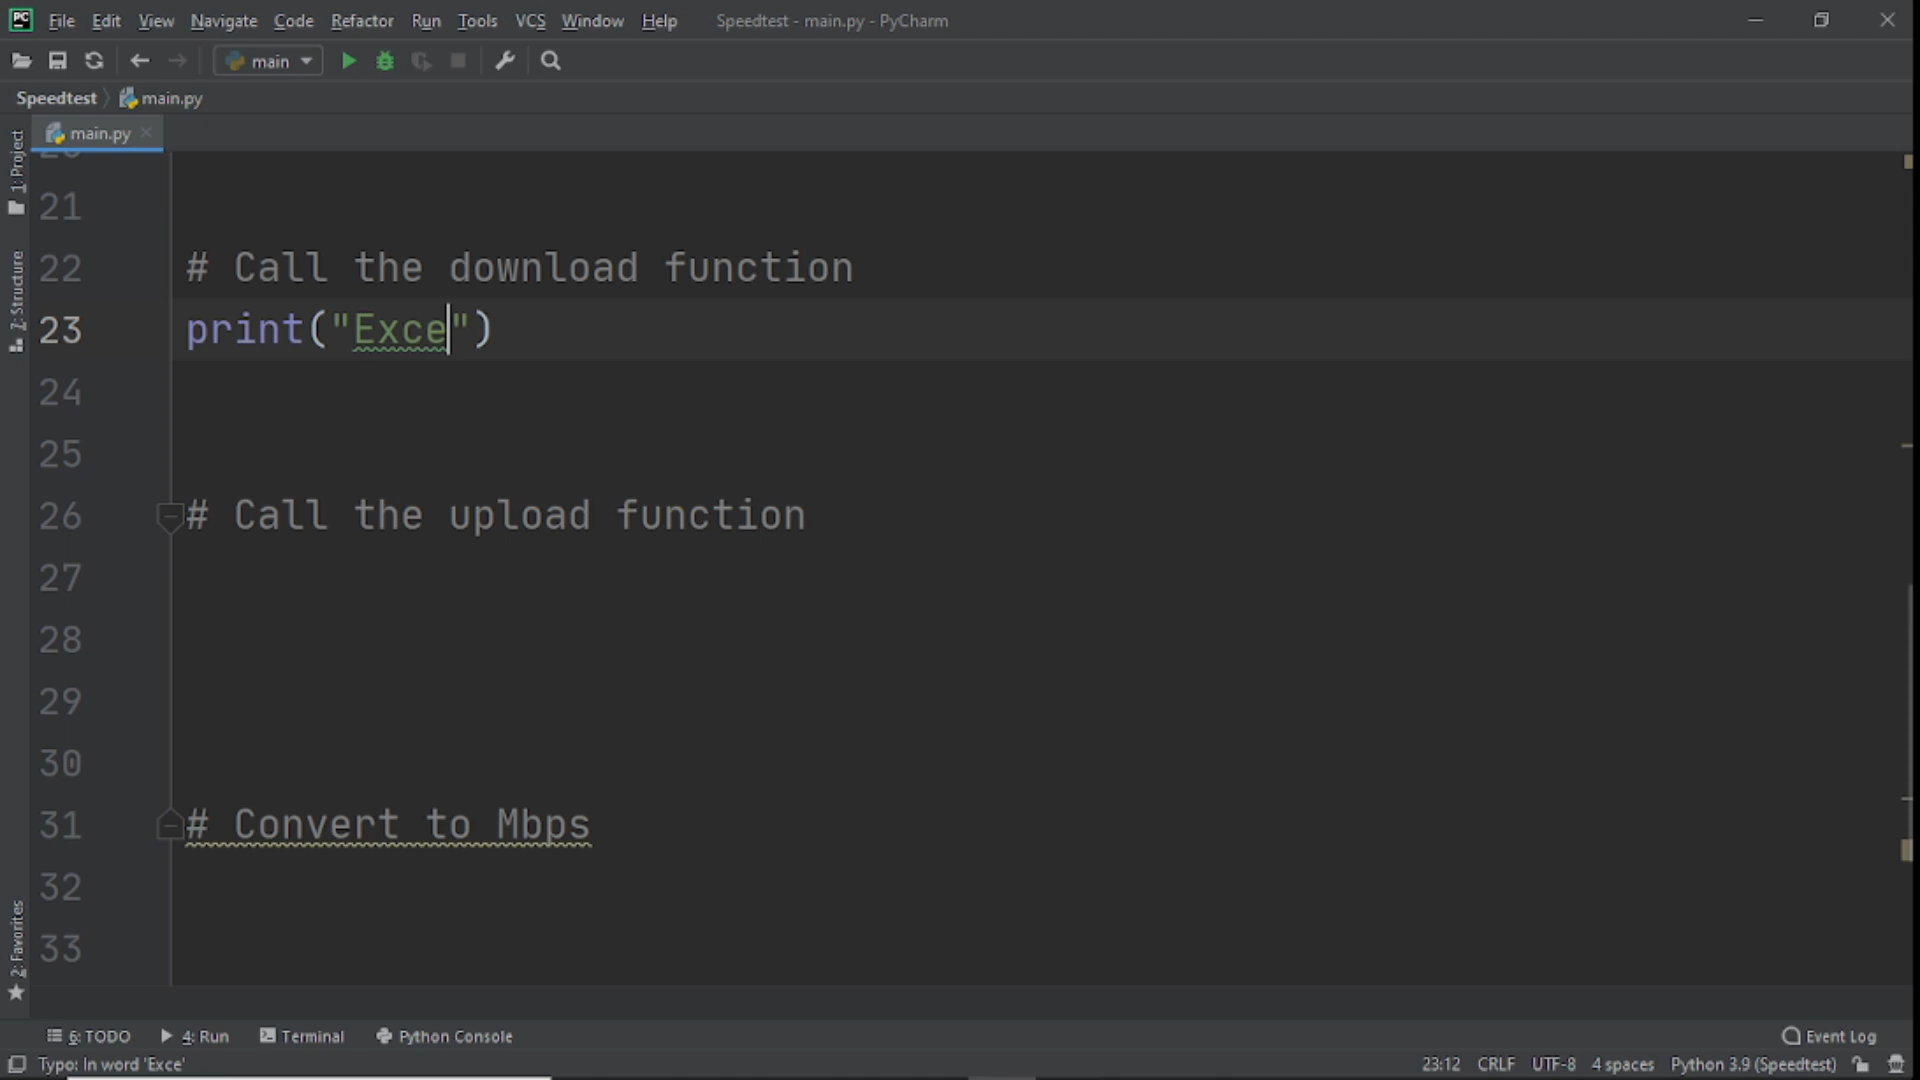 File Edit View Navigate Code Refactor Run Tools VCS Window Help Speedtest - main.py - PyCharm
main
Speedtest main.py
main.py
1: Project
Z: Structure
2: Favorites
21
22 # Call the download function
23 print("Exce")
24
25
26 # Call the upload function
27
28
29
30
31 # Convert to Mbps
32
33
6: TODO 4: Run Terminal Python Console Event Log
Typo: In word 'Exce' 23:12 CRLF UTF-8 4 spaces Python 3.9 (Speedtest)